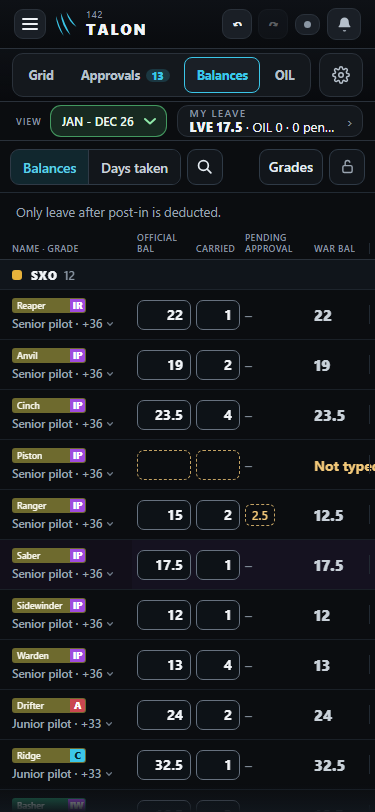 142
TALON
Grid
Approvals 13
Balances
OIL
VIEW
JAN - DEC 26
MY LEAVE
LVE 17.5 · OIL 0 · 0 pen...
Balances
Days taken
Grades
Only leave after post-in is deducted.
NAME · GRADE
OFFICIAL BAL
CARRIED
PENDING APPROVAL
WAR BAL
SXO 12
Reaper IR
Senior pilot · +36
22 1 – 22
Anvil IP
Senior pilot · +36
19 2 – 19
Cinch IP
Senior pilot · +36
23.5 4 – 23.5
Piston IP
Senior pilot · +36
– Not typed
Ranger IP
Senior pilot · +36
15 2 2.5 12.5
Saber IP
Senior pilot · +36
17.5 1 – 17.5
Sidewinder IP
Senior pilot · +36
12 1 – 12
Warden IP
Senior pilot · +36
13 4 – 13
Drifter A
Junior pilot · +33
24 2 – 24
Ridge C
Junior pilot · +33
32.5 1 – 32.5
Basher IW